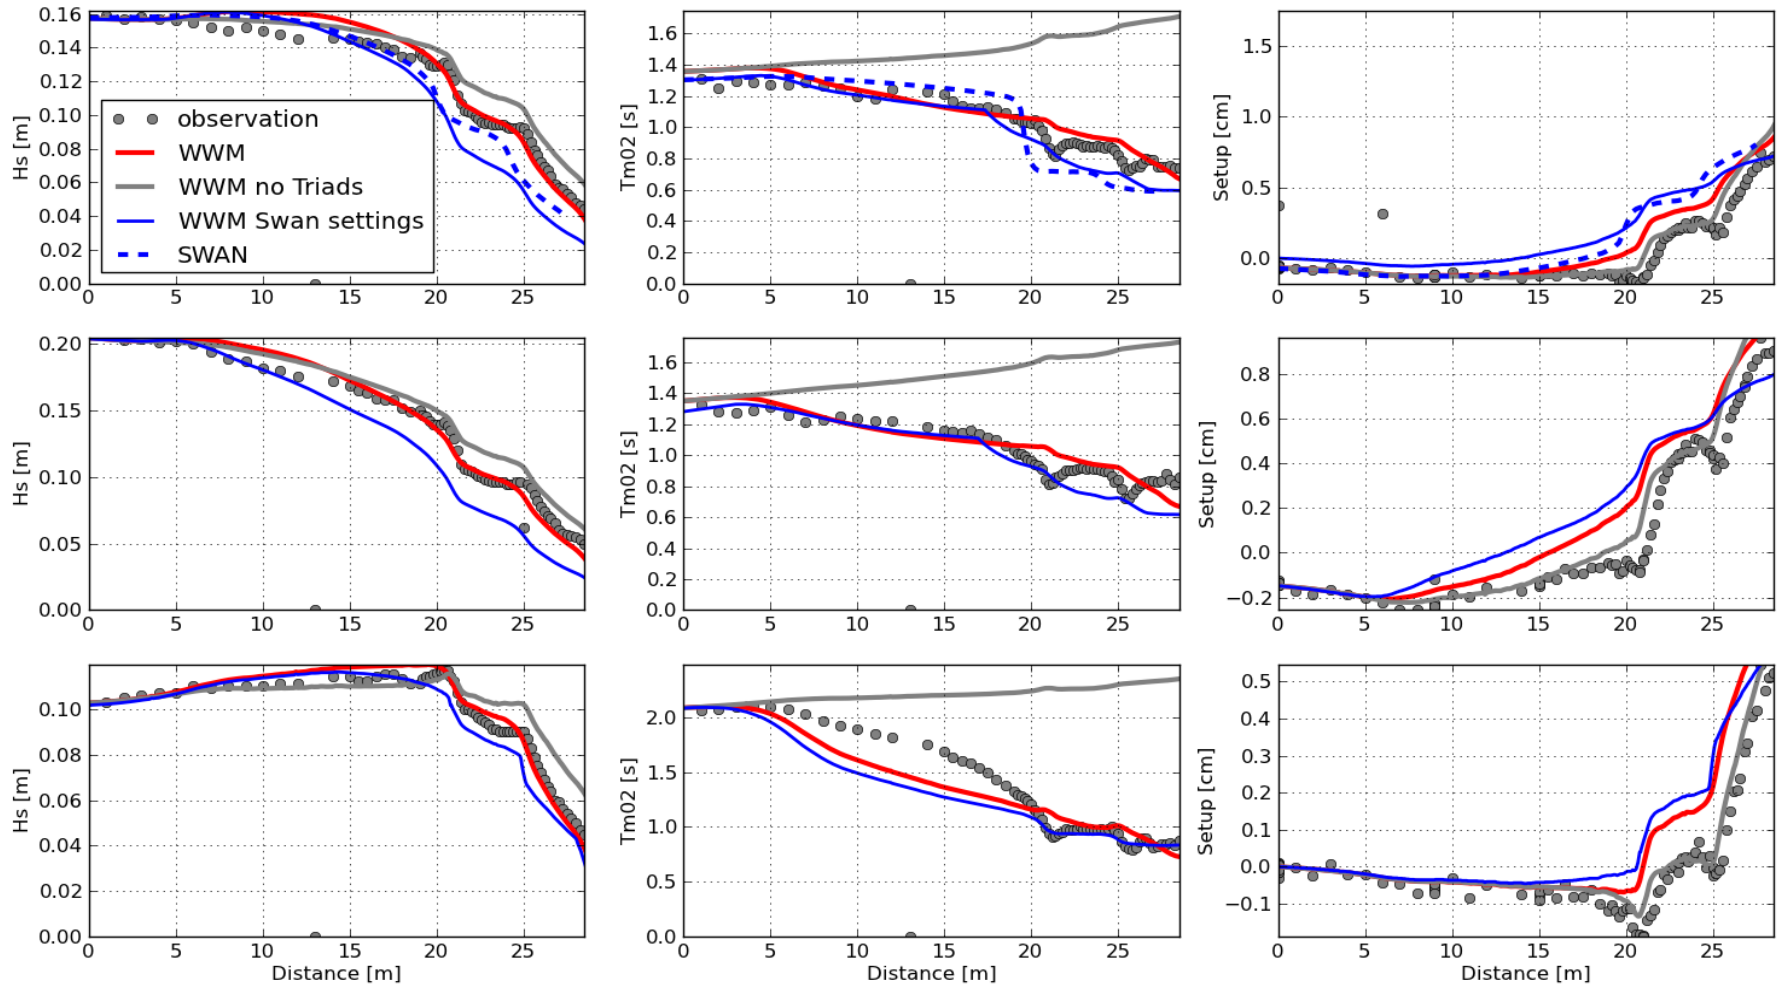 0.16
0.14
0.12
0.10
0.08
0.06
0.04
0.02
0.00
Hs [m]
observation
WWM
WWM no Triads
WWM Swan settings
SWAN
0 5 10 15 20 25
1.6
1.4
1.2
1.0
0.8
0.6
0.4
0.2
0.0
Tm02 [s]
0 5 10 15 20 25
1.5
1.0
0.5
0.0
Setup [cm]
0 5 10 15 20 25
0.20
0.15
0.10
0.05
0.00
Hs [m]
0 5 10 15 20 25
1.6
1.4
1.2
1.0
0.8
0.6
0.4
0.2
0.0
Tm02 [s]
0 5 10 15 20 25
0.8
0.6
0.4
0.2
0.0
−0.2
Setup [cm]
0 5 10 15 20 25
0.10
0.08
0.06
0.04
0.02
0.00
Hs [m]
0 5 10 15 20 25
Distance [m]
2.0
1.5
1.0
0.5
0.0
Tm02 [s]
0 5 10 15 20 25
Distance [m]
0.5
0.4
0.3
0.2
0.1
0.0
−0.1
Setup [cm]
0 5 10 15 20 25
Distance [m]